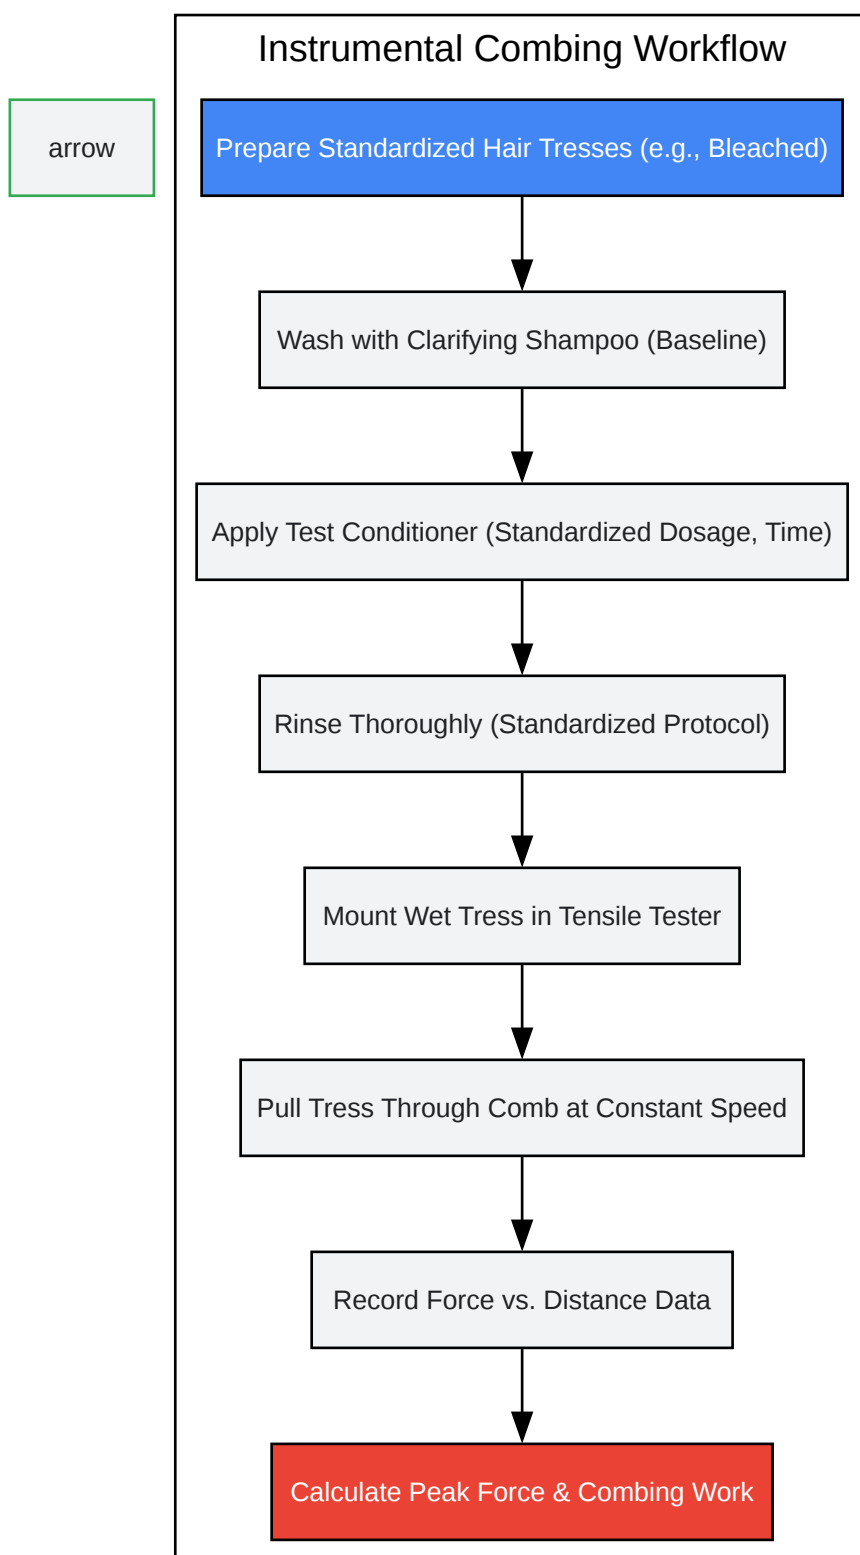 Instrumental Combing Workflow
arrow
Prepare Standardized Hair Tresses (e.g., Bleached)
Wash with Clarifying Shampoo (Baseline)
Apply Test Conditioner (Standardized Dosage, Time)
Rinse Thoroughly (Standardized Protocol)
Mount Wet Tress in Tensile Tester
Pull Tress Through Comb at Constant Speed
Record Force vs. Distance Data
Calculate Peak Force & Combing Work